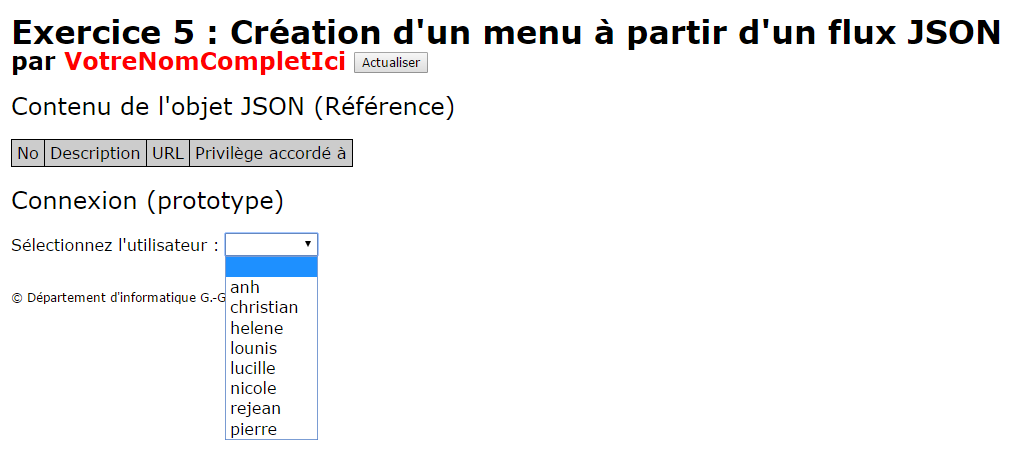 Exercice 5 : Création d'un menu à partir d'un flux JSON
par VotreNomCompletIci Actualiser
Contenu de l'objet JSON (Référence)
No Description URL Privilège accordé à
Connexion (prototype)
Sélectionnez l'utilisateur :
anh
© Département d'informatique G.-G
christian
helene
lounis
lucille
nicole
rejean
pierre